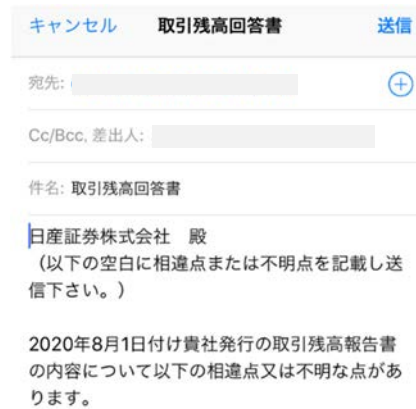 キャンセル 取引残高回答書 送信
宛先:
Cc/Bcc, 差出人:
件名: 取引残高回答書
日産証券株式会社　殿
（以下の空白に相違点または不明点を記載し送
信下さい。）
2020年8月1日付け貴社発行の取引残高報告書
の内容について以下の相違点又は不明な点があ
ります。